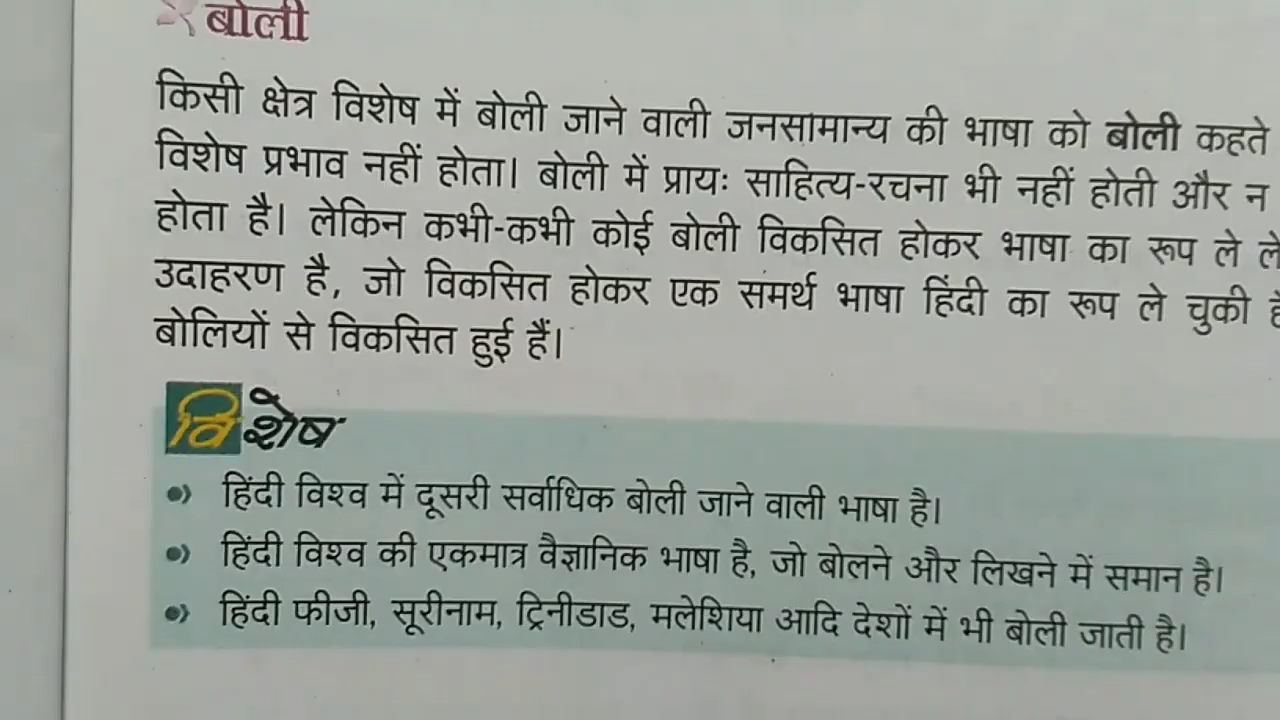 बोली
किसी क्षेत्र विशेष में बोली जाने वाली जनसामान्य की भाषा को बोली कहते
विशेष प्रभाव नहीं होता। बोली में प्रायः साहित्य-रचना भी नहीं होती और न
होता है। लेकिन कभी-कभी कोई बोली विकसित होकर भाषा का रूप ले
उदाहरण है, जो विकसित होकर एक समर्थ भाषा हिंदी का रूप ले चुकी
बोलियों से विकसित हुई हैं।
विशेष
हिंदी विश्व में दूसरी सर्वाधिक बोली जाने वाली भाषा है।
हिंदी विश्व की एकमात्र वैज्ञानिक भाषा है, जो बोलने और लिखने में समान है।
हिंदी फीजी, सूरीनाम, ट्रिनीडाड, मलेशिया आदि देशों में भी बोली जाती है।